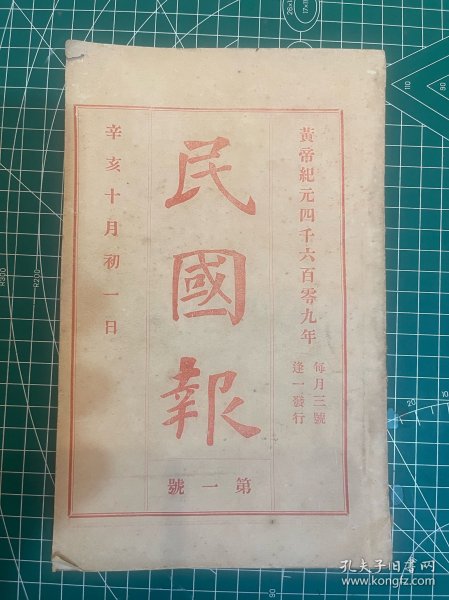 黃帝紀元四千六百零九年
每月三號
逢一發行
民國報
第一號
辛亥十月初一日
孔夫子旧书网
www.kongfz.com